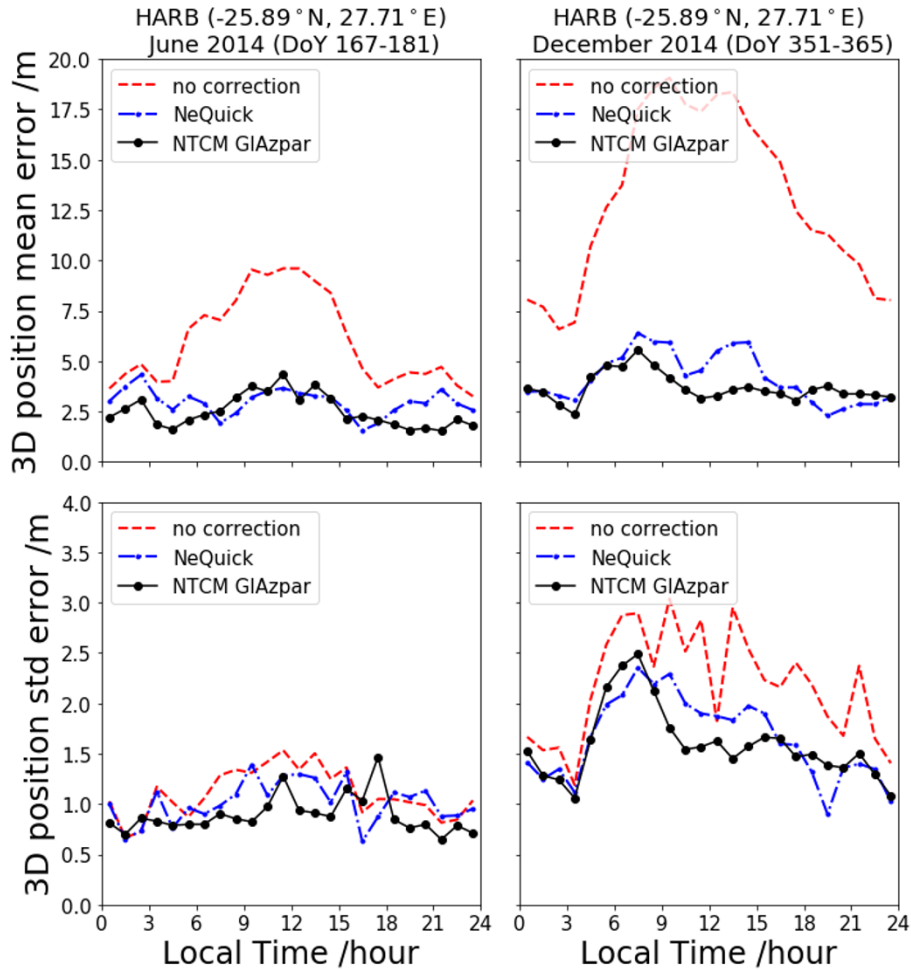 HARB (-25.89°N, 27.71°E)
June 2014 (DoY 167-181)
HARB (-25.89°N, 27.71°E)
December 2014 (DoY 351-365)
3D position mean error /m
20.0
17.5
15.0
12.5
10.0
7.5
5.0
2.5
0.0
no correction
NeQuick
NTCM GlAzpar
no correction
NeQuick
NTCM GlAzpar
3D position std error /m
4.0
3.5
3.0
2.5
2.0
1.5
1.0
0.5
0.0
no correction
NeQuick
NTCM GlAzpar
no correction
NeQuick
NTCM GlAzpar
0 3 6 9 12 15 18 21 24
Local Time /hour
0 3 6 9 12 15 18 21 24
Local Time /hour